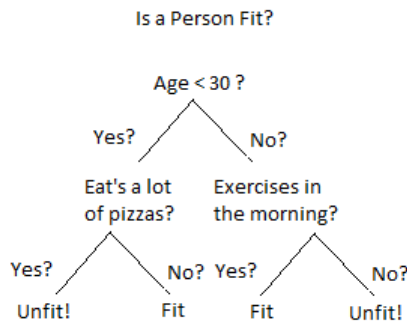 Is a Person Fit?
Age < 30 ?
Yes?
No?
Eat's a lot
of pizzas?
Exercises in
the morning?
Yes?
No?
Yes?
No?
Unfit!
Fit
Fit
Unfit!